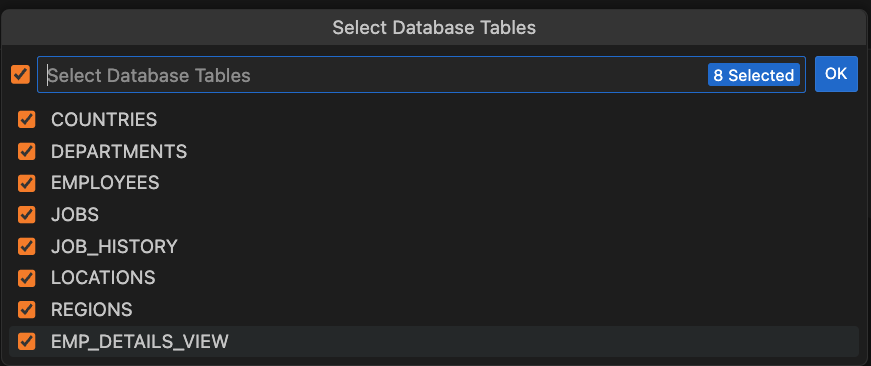 Select Database Tables
Select Database Tables 8 Selected OK
COUNTRIES
DEPARTMENTS
EMPLOYEES
JOBS
JOB_HISTORY
LOCATIONS
REGIONS
EMP_DETAILS_VIEW